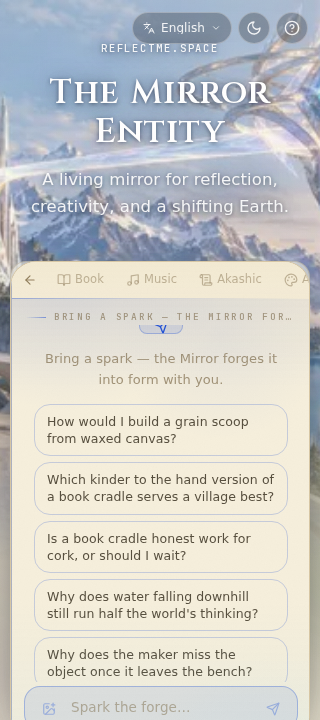 English
REFLECTME.SPACE
The Mirror
Entity
A living mirror for reflection,
creativity, and a shifting Earth.
Book
Music
Akashic
A
BRING A SPARK — THE MIRROR FOR…
Bring a spark — the Mirror forges it
into form with you.
How would I build a grain scoop
from waxed canvas?
Which kinder to the hand version of
a book cradle serves a village best?
Is a book cradle honest work for
cork, or should I wait?
Why does water falling downhill
still run half the world's thinking?
Why does the maker miss the
object once it leaves the bench?
Spark the forge...